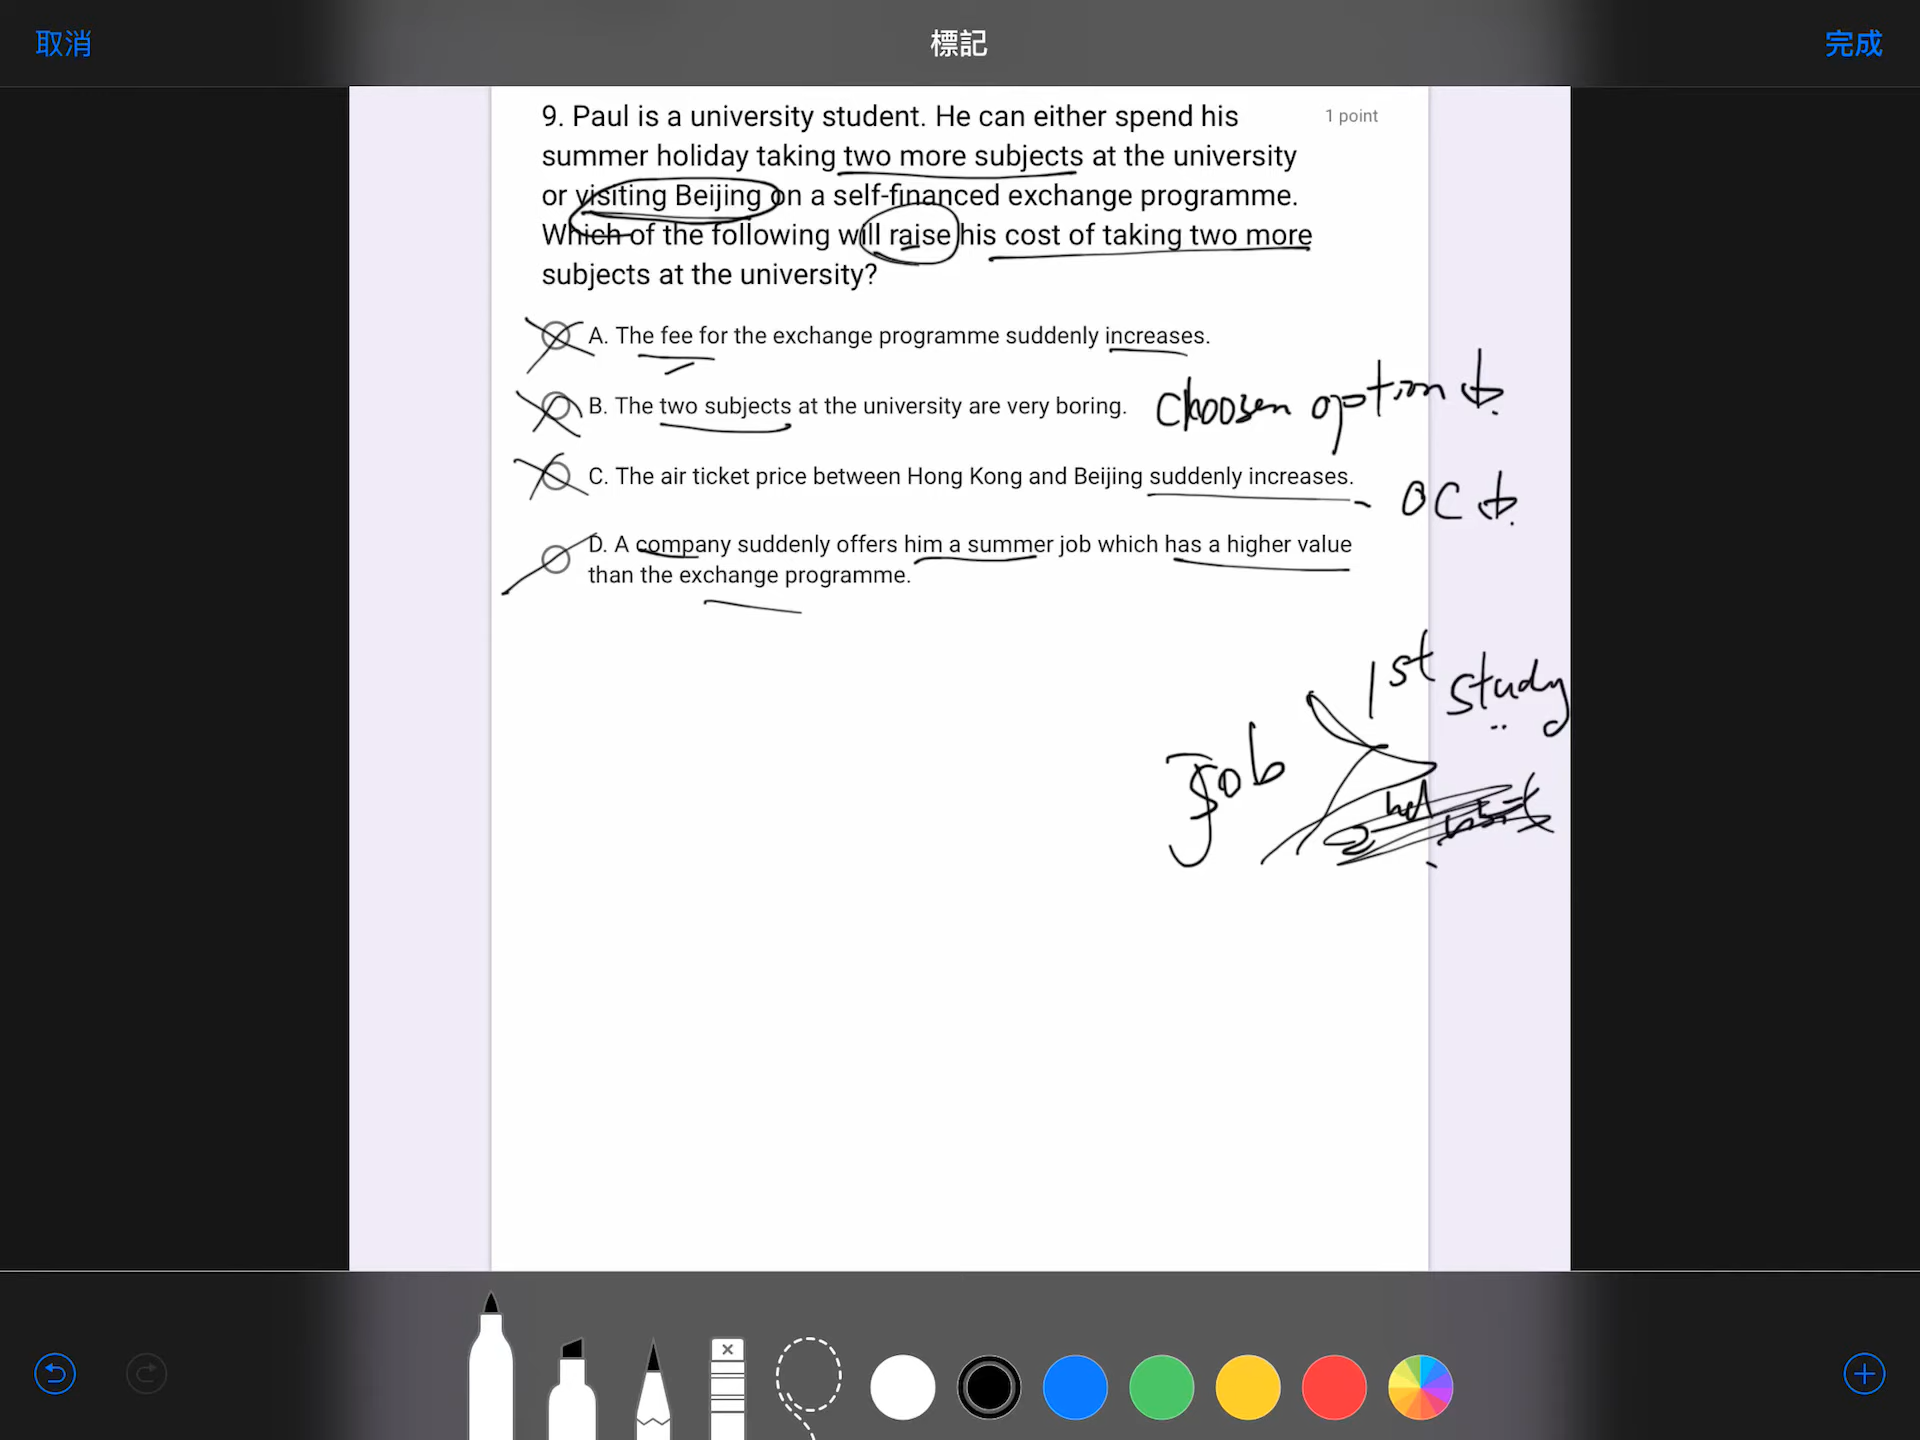 取消
標記
完成
9. Paul is a university student. He can either spend his
1 point
summer holiday taking two more subjects at the university
or visiting Beijing on a self-financed exchange programme.
Which of the following will raise his cost of taking two more
subjects at the university?
A. The fee for the exchange programme suddenly increases.
B. The two subjects at the university are very boring.
Choosen option ↓.
C. The air ticket price between Hong Kong and Beijing suddenly increases.
OC ↓.
D. A company suddenly offers him a summer job which has a higher value
than the exchange programme.
1st study
Job
2nd